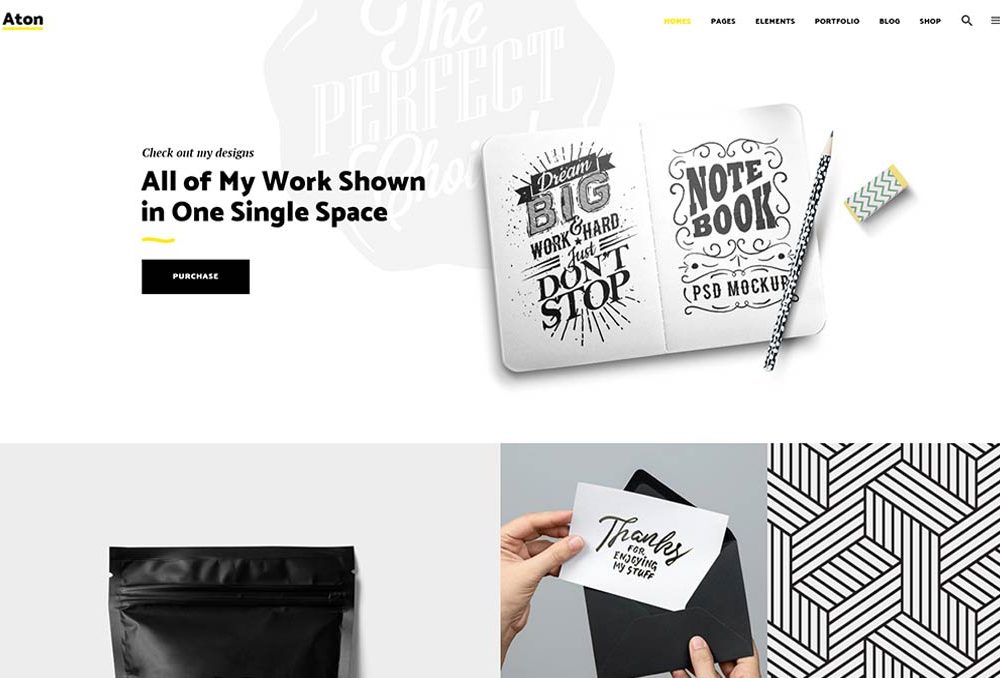 Aton
HOMES PAGES ELEMENTS PORTFOLIO BLOG SHOP
The
PERFECT
Choice
Check out my designs
All of My Work Shown
in One Single Space
PURCHASE
Dream
BIG
&
WORK HARD
Just
DON'T
STOP
NOTE
BOOK
PSD MOCKUP
Thanks
FOR
ENJOYING
MY STUFF